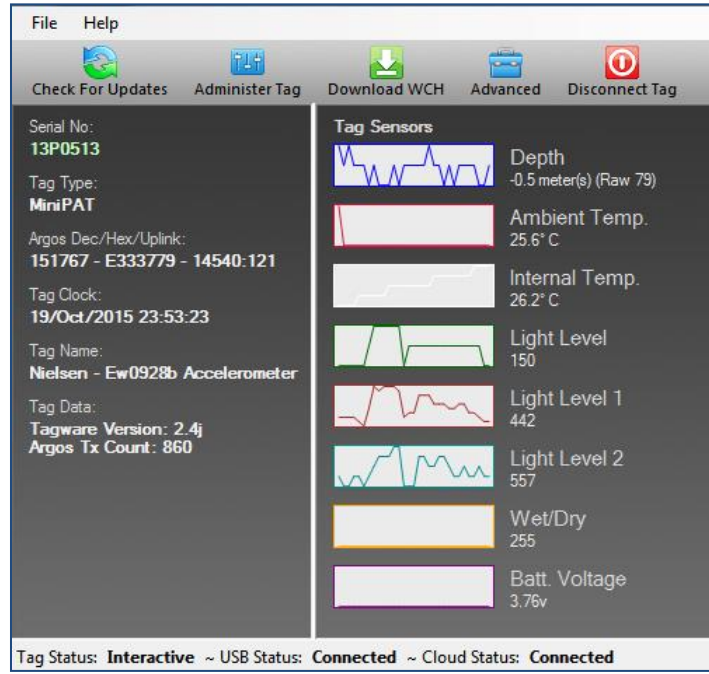 File Help
Check For Updates Administer Tag Download WCH Advanced Disconnect Tag
Serial No:
13P0513
Tag Type:
MiniPAT
Argos Dec/Hex/Uplink:
151767 - E333779 - 14540:121
Tag Clock:
19/Oct/2015 23:53:23
Tag Name:
Nielsen - Ew0928b Accelerometer
Tag Data:
Tagware Version: 2.4j
Argos Tx Count: 860
Tag Sensors
Depth
-0.5 meter(s) (Raw 79)
Ambient Temp.
25.6° C
Internal Temp.
26.2° C
Light Level
150
Light Level 1
442
Light Level 2
557
Wet/Dry
255
Batt. Voltage
3.76v
Tag Status: Interactive ~ USB Status: Connected ~ Cloud Status: Connected